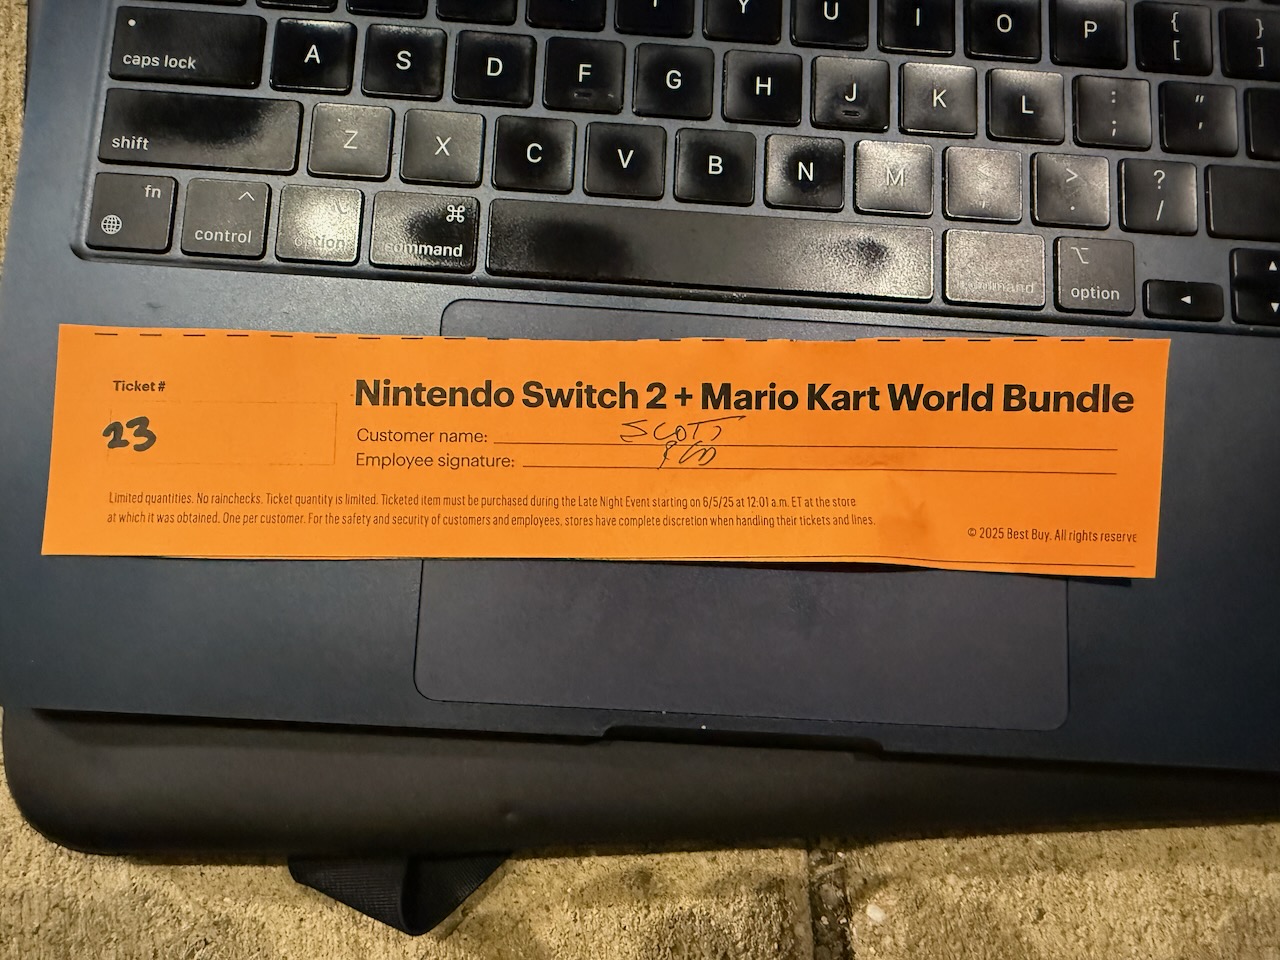 Y U I O P { [ } ]
caps lock A S D F G H J K L : ; " '
shift Z X C V B N M < , > . ? /
fn control option command command option
Ticket #
23
Nintendo Switch 2 + Mario Kart World Bundle
Customer name: SCOTT
Employee signature:
Limited quantities. No rainchecks. Ticket quantity is limited. Ticketed item must be purchased during the Late Night Event starting on 6/5/25 at 12:01 a.m. ET at the store
at which it was obtained. One per customer. For the safety and security of customers and employees, stores have complete discretion when handling their tickets and lines.
© 2025 Best Buy. All rights reserve